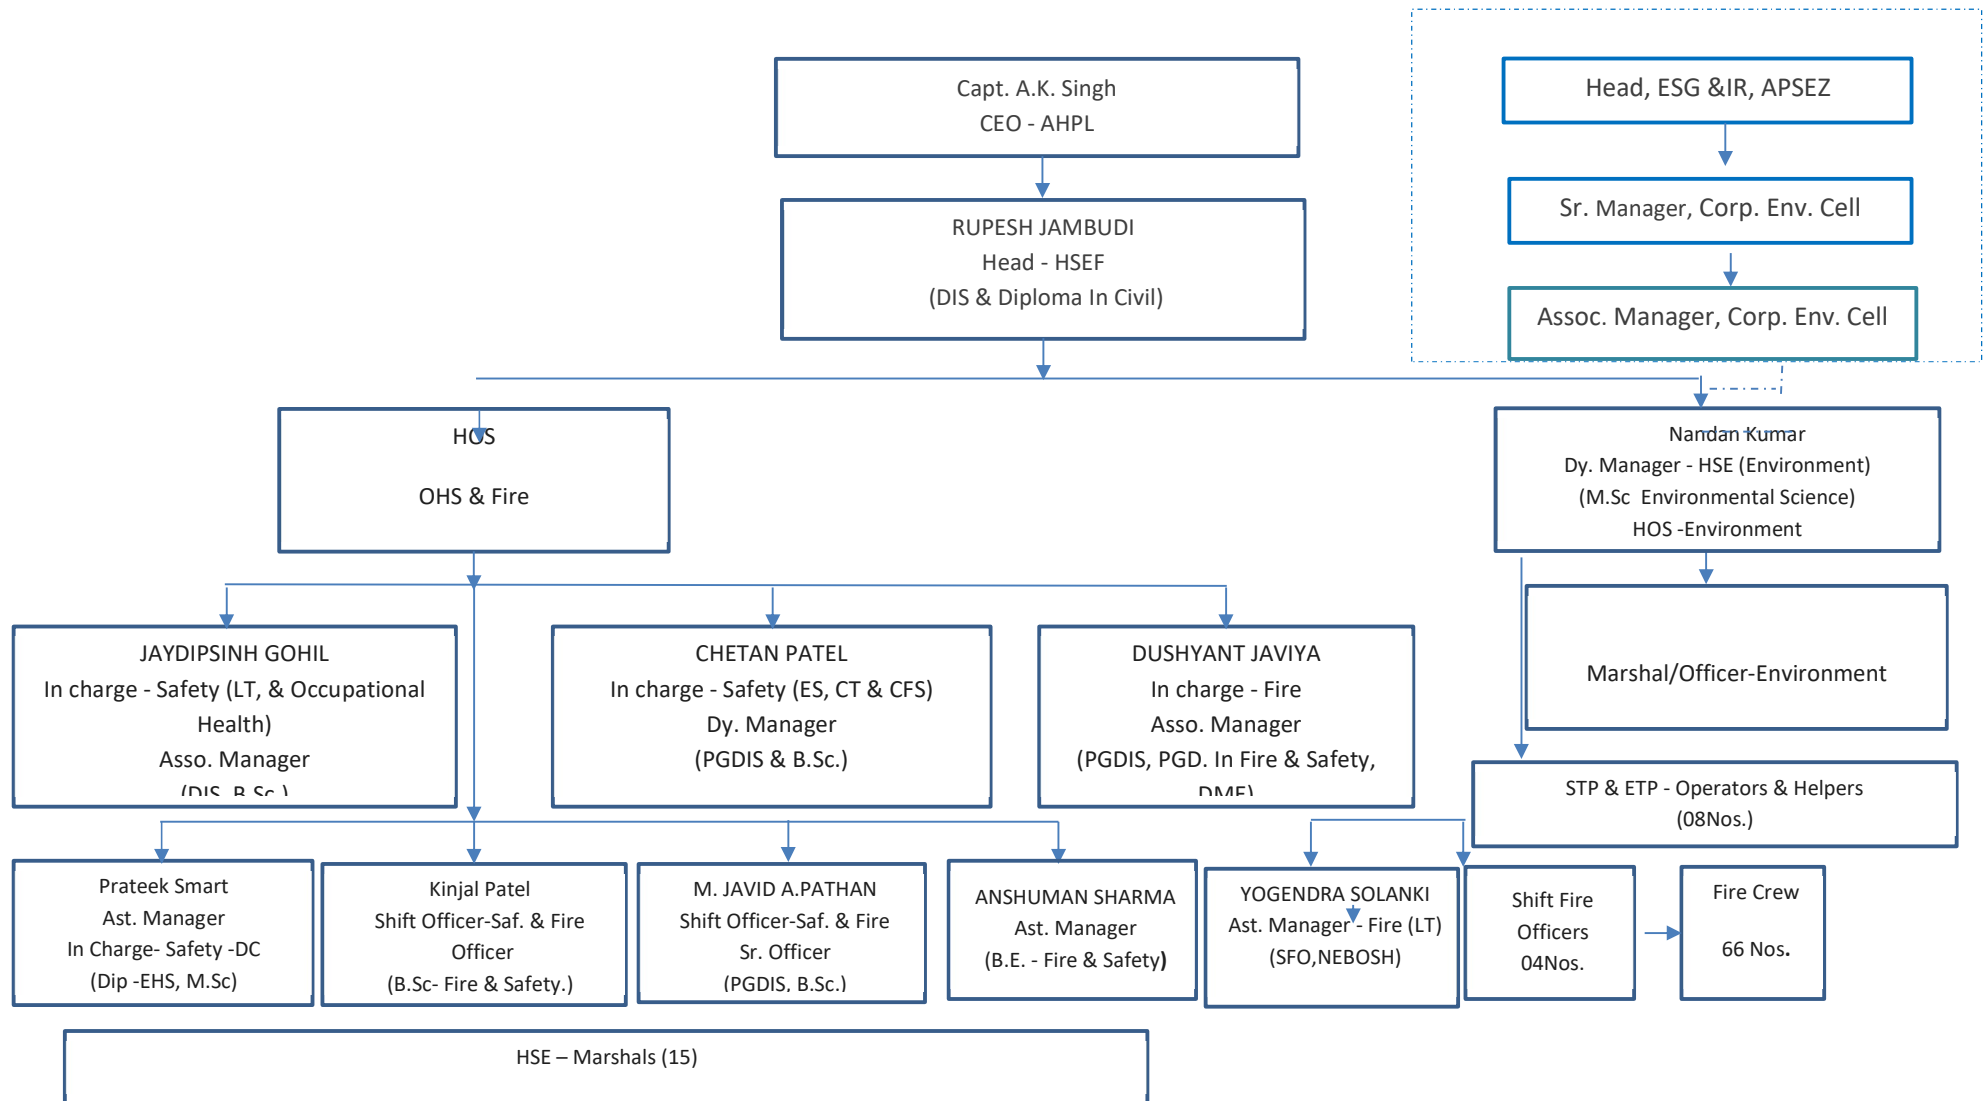 Capt. A.K. Singh
CEO - AHPL
Head, ESG &IR, APSEZ
Sr. Manager, Corp. Env. Cell
Assoc. Manager, Corp. Env. Cell
RUPESH JAMBUDI
Head - HSEF
(DIS & Diploma In Civil)
HOS
OHS & Fire
Nandan Kumar
Dy. Manager - HSE (Environment)
(M.Sc Environmental Science)
HOS -Environment
JAYDIPSINH GOHIL
In charge - Safety (LT, & Occupational
Health)
Asso. Manager
(DIS, B.Sc.)
CHETAN PATEL
In charge - Safety (ES, CT & CFS)
Dy. Manager
(PGDIS & B.Sc.)
DUSHYANT JAVIYA
In charge - Fire
Asso. Manager
(PGDIS, PGD. In Fire & Safety,
DME)
Marshal/Officer-Environment
STP & ETP - Operators & Helpers
(08Nos.)
Prateek Smart
Ast. Manager
In Charge- Safety -DC
(Dip -EHS, M.Sc)
Kinjal Patel
Shift Officer-Saf. & Fire
Officer
(B.Sc- Fire & Safety.)
M. JAVID A.PATHAN
Shift Officer-Saf. & Fire
Sr. Officer
(PGDIS, B.Sc.)
ANSHUMAN SHARMA
Ast. Manager
(B.E. - Fire & Safety)
YOGENDRA SOLANKI
Ast. Manager - Fire (LT)
(SFO,NEBOSH)
Shift Fire
Officers
04Nos.
Fire Crew
66 Nos.
HSE – Marshals (15)